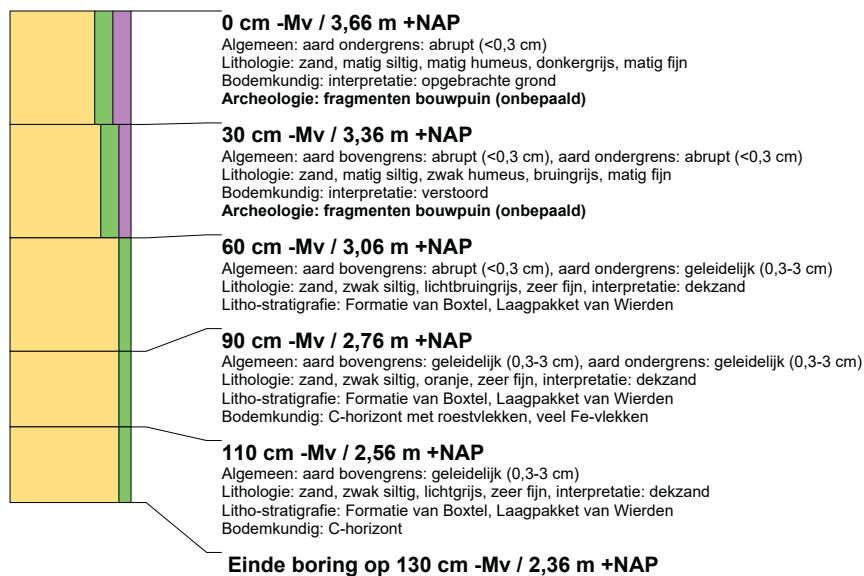 0 cm -Mv / 3,66 m +NAP
Algemeen: aard ondergrens: abrupt (<0,3 cm)
Lithologie: zand, matig siltig, matig humeus, donkergrijs, matig fijn
Bodemkundig: interpretatie: opgebrachte grond
Archeologie: fragmenten bouwpuin (onbepaald)
30 cm -Mv / 3,36 m +NAP
Algemeen: aard bovengrens: abrupt (<0,3 cm), aard ondergrens: abrupt (<0,3 cm)
Lithologie: zand, matig siltig, zwak humeus, bruingrijs, matig fijn
Bodemkundig: interpretatie: verstoord
Archeologie: fragmenten bouwpuin (onbepaald)
60 cm -Mv / 3,06 m +NAP
Algemeen: aard bovengrens: abrupt (<0,3 cm), aard ondergrens: geleidelijk (0,3-3 cm)
Lithologie: zand, zwak siltig, lichtbruingrijs, zeer fijn, interpretatie: dekzand
Litho-stratigrafie: Formatie van Boxtel, Laagpakket van Wierden
90 cm -Mv / 2,76 m +NAP
Algemeen: aard bovengrens: geleidelijk (0,3-3 cm), aard ondergrens: geleidelijk (0,3-3 cm)
Lithologie: zand, zwak siltig, oranje, zeer fijn, interpretatie: dekzand
Litho-stratigrafie: Formatie van Boxtel, Laagpakket van Wierden
Bodemkundig: C-horizont met roestvlekken, veel Fe-vlekken
110 cm -Mv / 2,56 m +NAP
Algemeen: aard bovengrens: geleidelijk (0,3-3 cm)
Lithologie: zand, zwak siltig, lichtgrijs, zeer fijn, interpretatie: dekzand
Litho-stratigrafie: Formatie van Boxtel, Laagpakket van Wierden
Bodemkundig: C-horizont
Einde boring op 130 cm -Mv / 2,36 m +NAP